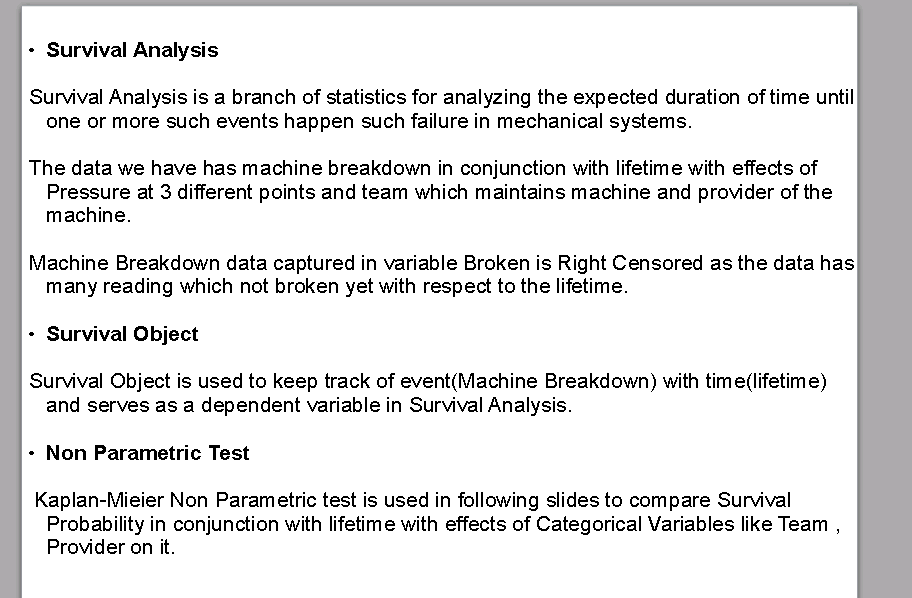 • Survival Analysis
Survival Analysis is a branch of statistics for analyzing the expected duration of time until
one or more such events happen such failure in mechanical systems.
The data we have has machine breakdown in conjunction with lifetime with effects of
Pressure at 3 different points and team which maintains machine and provider of the
machine.
Machine Breakdown data captured in variable Broken is Right Censored as the data has
many reading which not broken yet with respect to the lifetime.
• Survival Object
Survival Object is used to keep track of event(Machine Breakdown) with time(lifetime)
and serves as a dependent variable in Survival Analysis.
• Non Parametric Test
Kaplan-Mieier Non Parametric test is used in following slides to compare Survival
Probability in conjunction with lifetime with effects of Categorical Variables like Team ,
Provider on it.